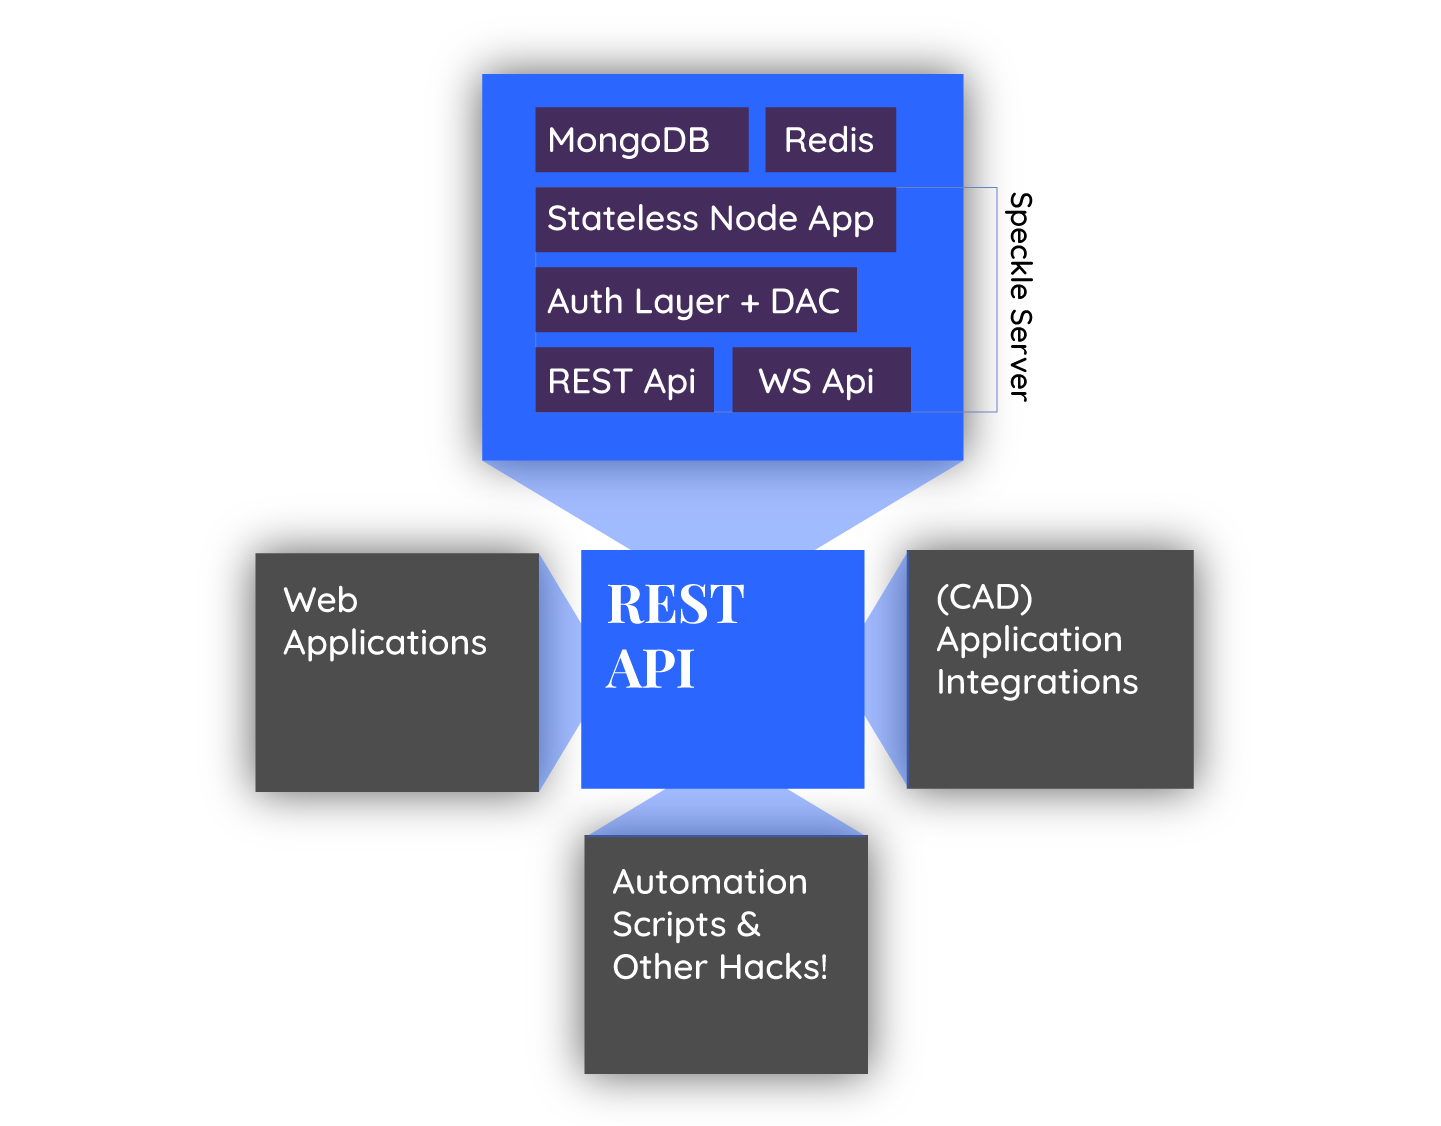 MongoDB
Redis
Stateless Node App
Auth Layer + DAC
REST Api
WS Api
Speckle Server
Web
Applications
REST
API
(CAD)
Application
Integrations
Automation
Scripts &
Other Hacks!